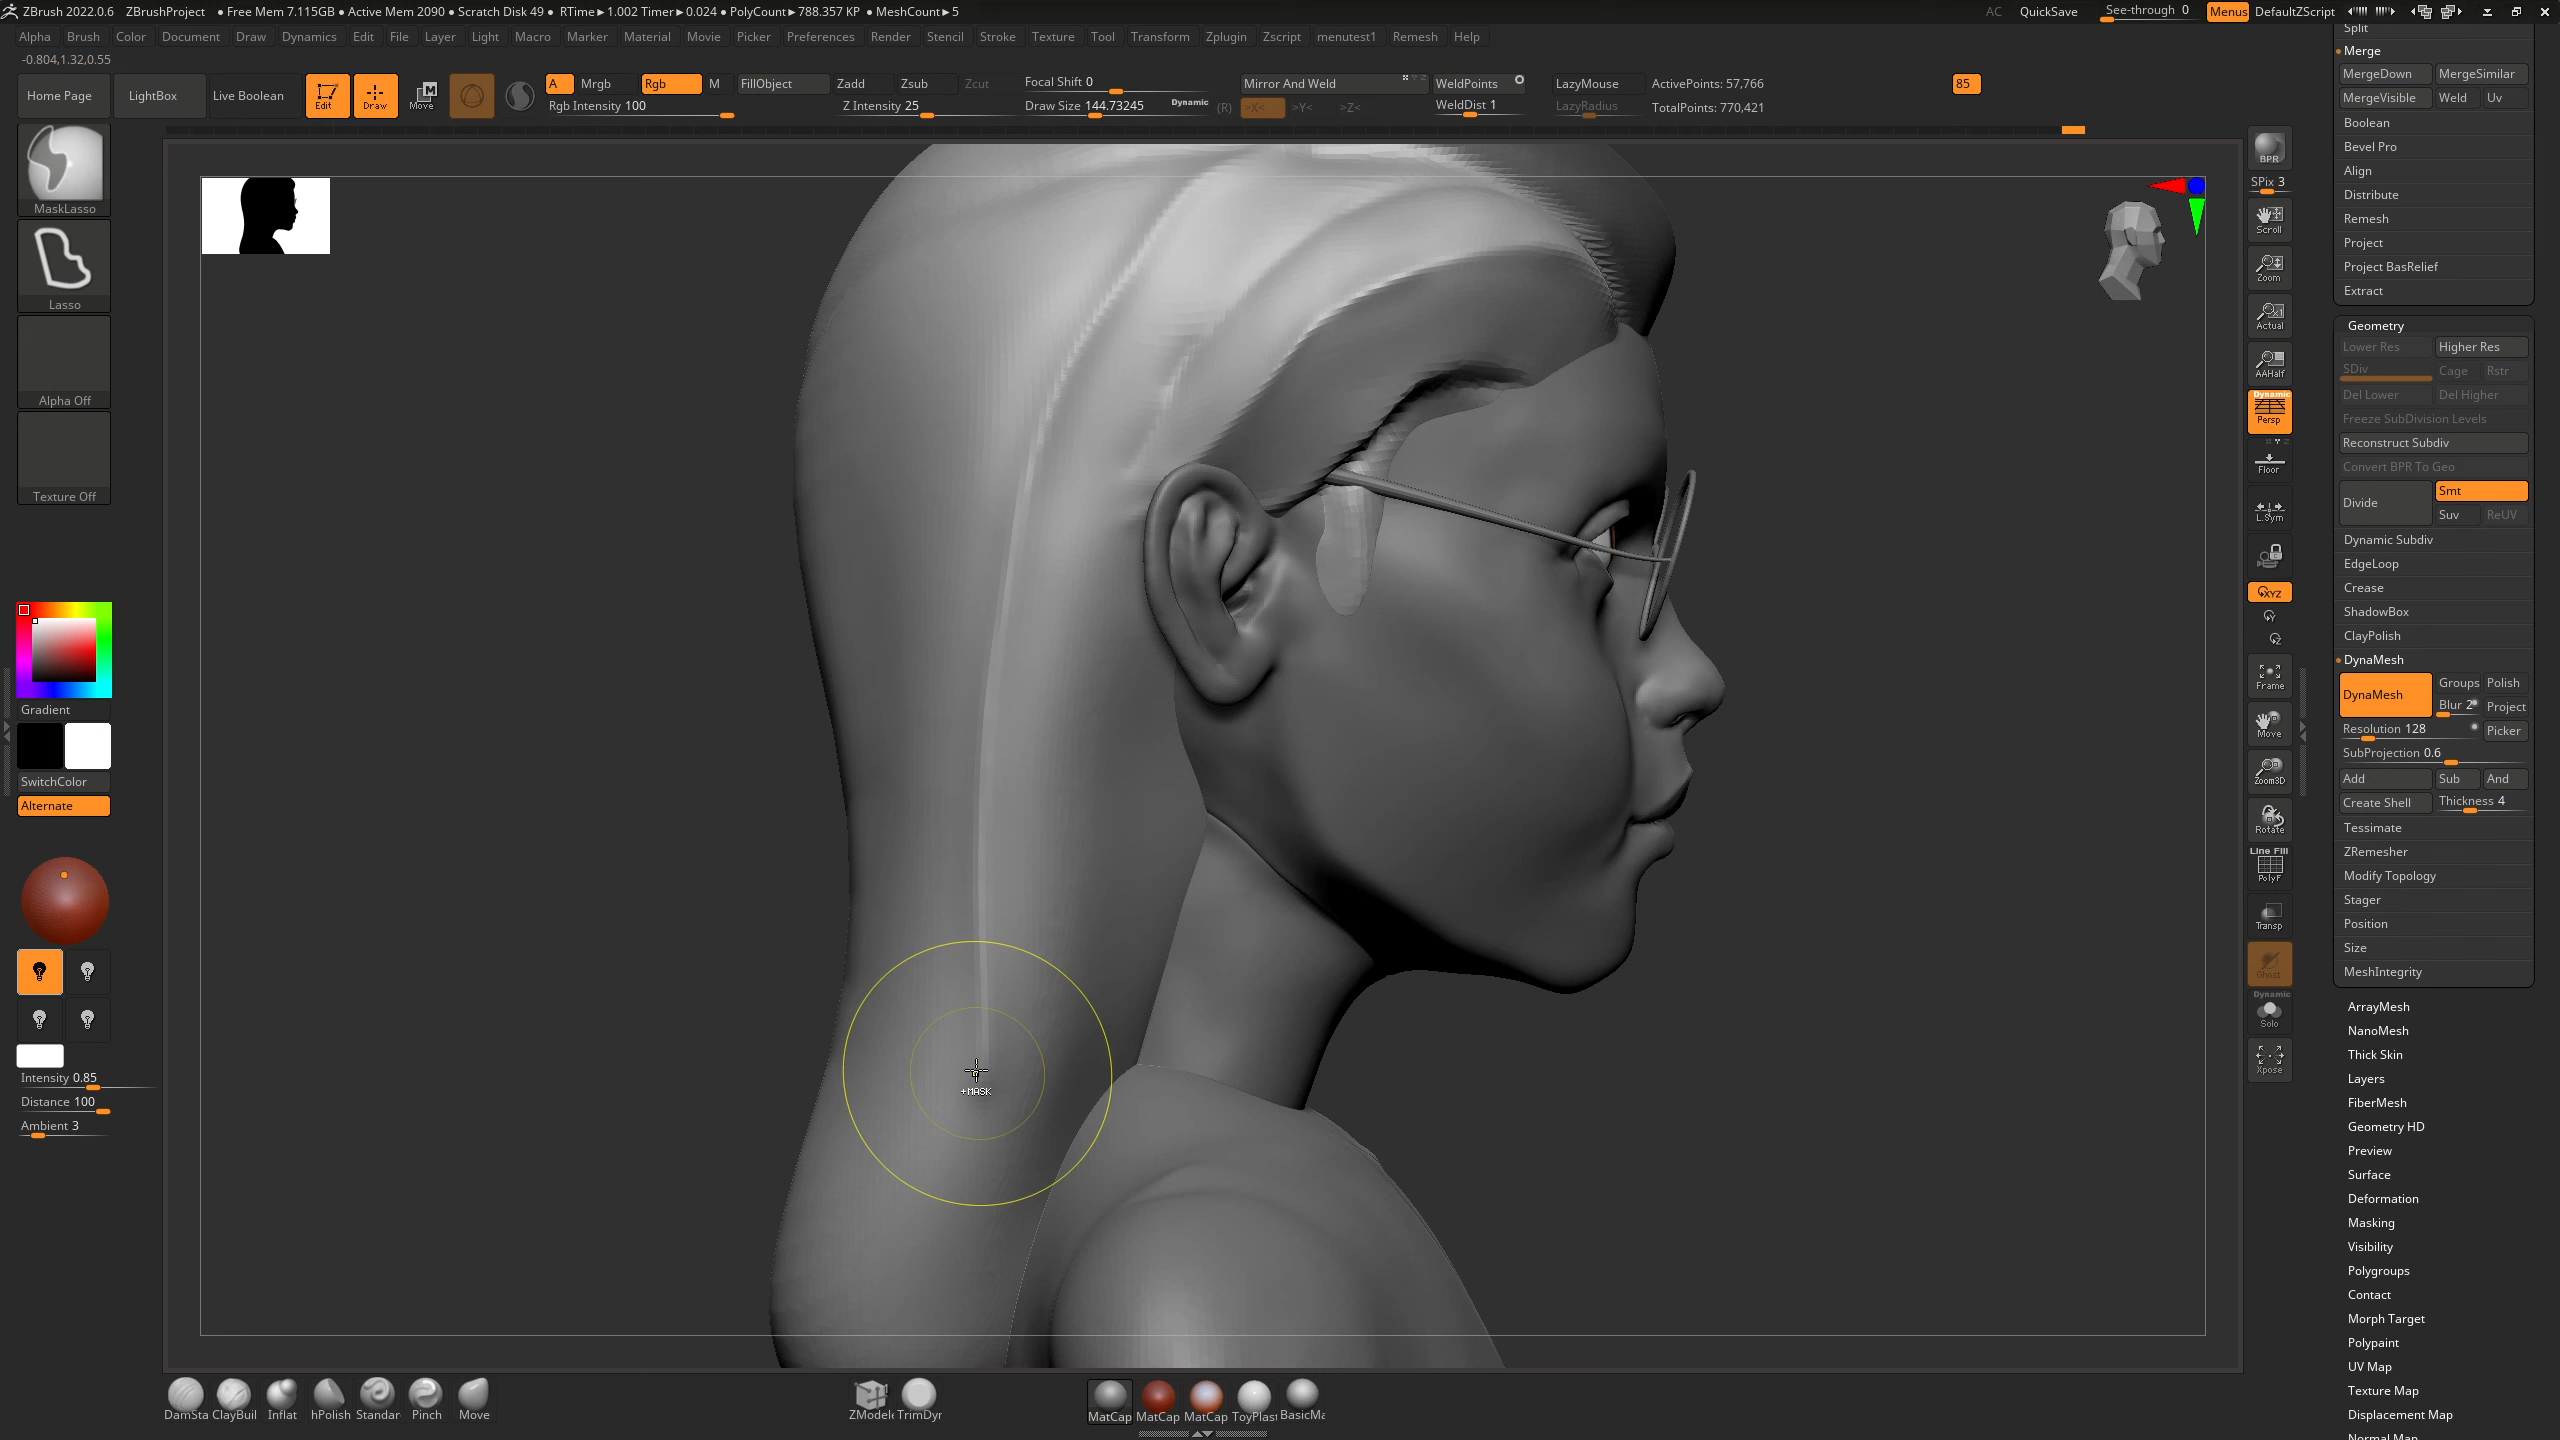 ZBrush 2022.0.6 ZBrushProject ● Free Mem 7.115GB ● Active Mem 2090 ● Scratch Disk 49 ● RTime►1.002 Timer►0.024 ● PolyCount►788.357 KP ● MeshCount►5 AC QuickSave See-through 0 Menus DefaultZScript
Alpha Brush Color Document Draw Dynamics Edit File Layer Light Macro Marker Material Movie Picker Preferences Render Stencil Stroke Texture Tool Transform Zplugin Zscript menutest1 Remesh Help
-0.804,1.32,0.55
Home Page LightBox Live Boolean Edit Draw Move A Mrgb Rgb M FillObject Zadd Zsub Zcut Focal Shift 0 Mirror And Weld WeldPoints LazyMouse ActivePoints: 57,766 85
Rgb Intensity 100 Z Intensity 25 Draw Size 144.73245 Dynamic (R) >X< >Y< >Z< WeldDist 1 LazyRadius TotalPoints: 770,421
MaskLasso
Lasso
Alpha Off
Texture Off
Gradient
SwitchColor
Alternate
Intensity 0.85
Distance 100
Ambient 3
+MASK
BPR
SPix 3
Scroll
Zoom
Actual
AAHalf
Dynamic
Persp
Floor
L.Sym
XYZ
Frame
Move
Zoom3D
Rotate
Line Fill
PolyF
Transp
Ghost
Dynamic
Solo
Xpose
Split
Merge
MergeDown MergeSimilar
MergeVisible Weld Uv
Boolean
Bevel Pro
Align
Distribute
Remesh
Project
Project BasRelief
Extract
Geometry
Lower Res Higher Res
SDiv Cage Rstr
Del Lower Del Higher
Freeze SubDivision Levels
Reconstruct Subdiv
Convert BPR To Geo
Divide Smt
Suv ReUV
Dynamic Subdiv
EdgeLoop
Crease
ShadowBox
ClayPolish
DynaMesh
DynaMesh Groups Polish
Blur 2 Project
Resolution 128 Picker
SubProjection 0.6
Add Sub And
Create Shell Thickness 4
Tessimate
ZRemesher
Modify Topology
Stager
Position
Size
MeshIntegrity
ArrayMesh
NanoMesh
Thick Skin
Layers
FiberMesh
Geometry HD
Preview
Surface
Deformation
Masking
Visibility
Polygroups
Contact
Morph Target
Polypaint
UV Map
Texture Map
Displacement Map
Normal Map
DamSta ClayBuil Inflat hPolish Standar Pinch Move ZModele TrimDyr MatCap MatCap MatCap ToyPlast BasicMa